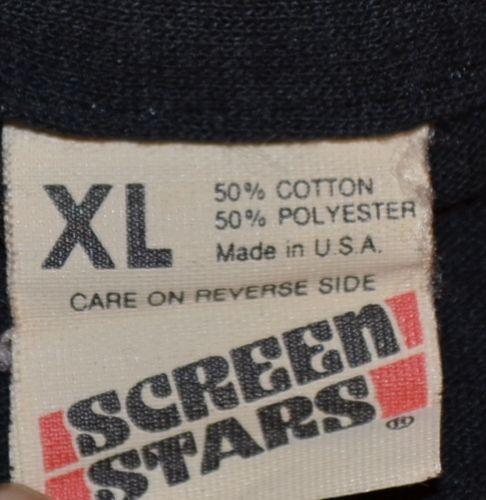 XL
50% COTTON
50% POLYESTER
Made in U.S.A.
CARE ON REVERSE SIDE
SCREEN
STARS ®